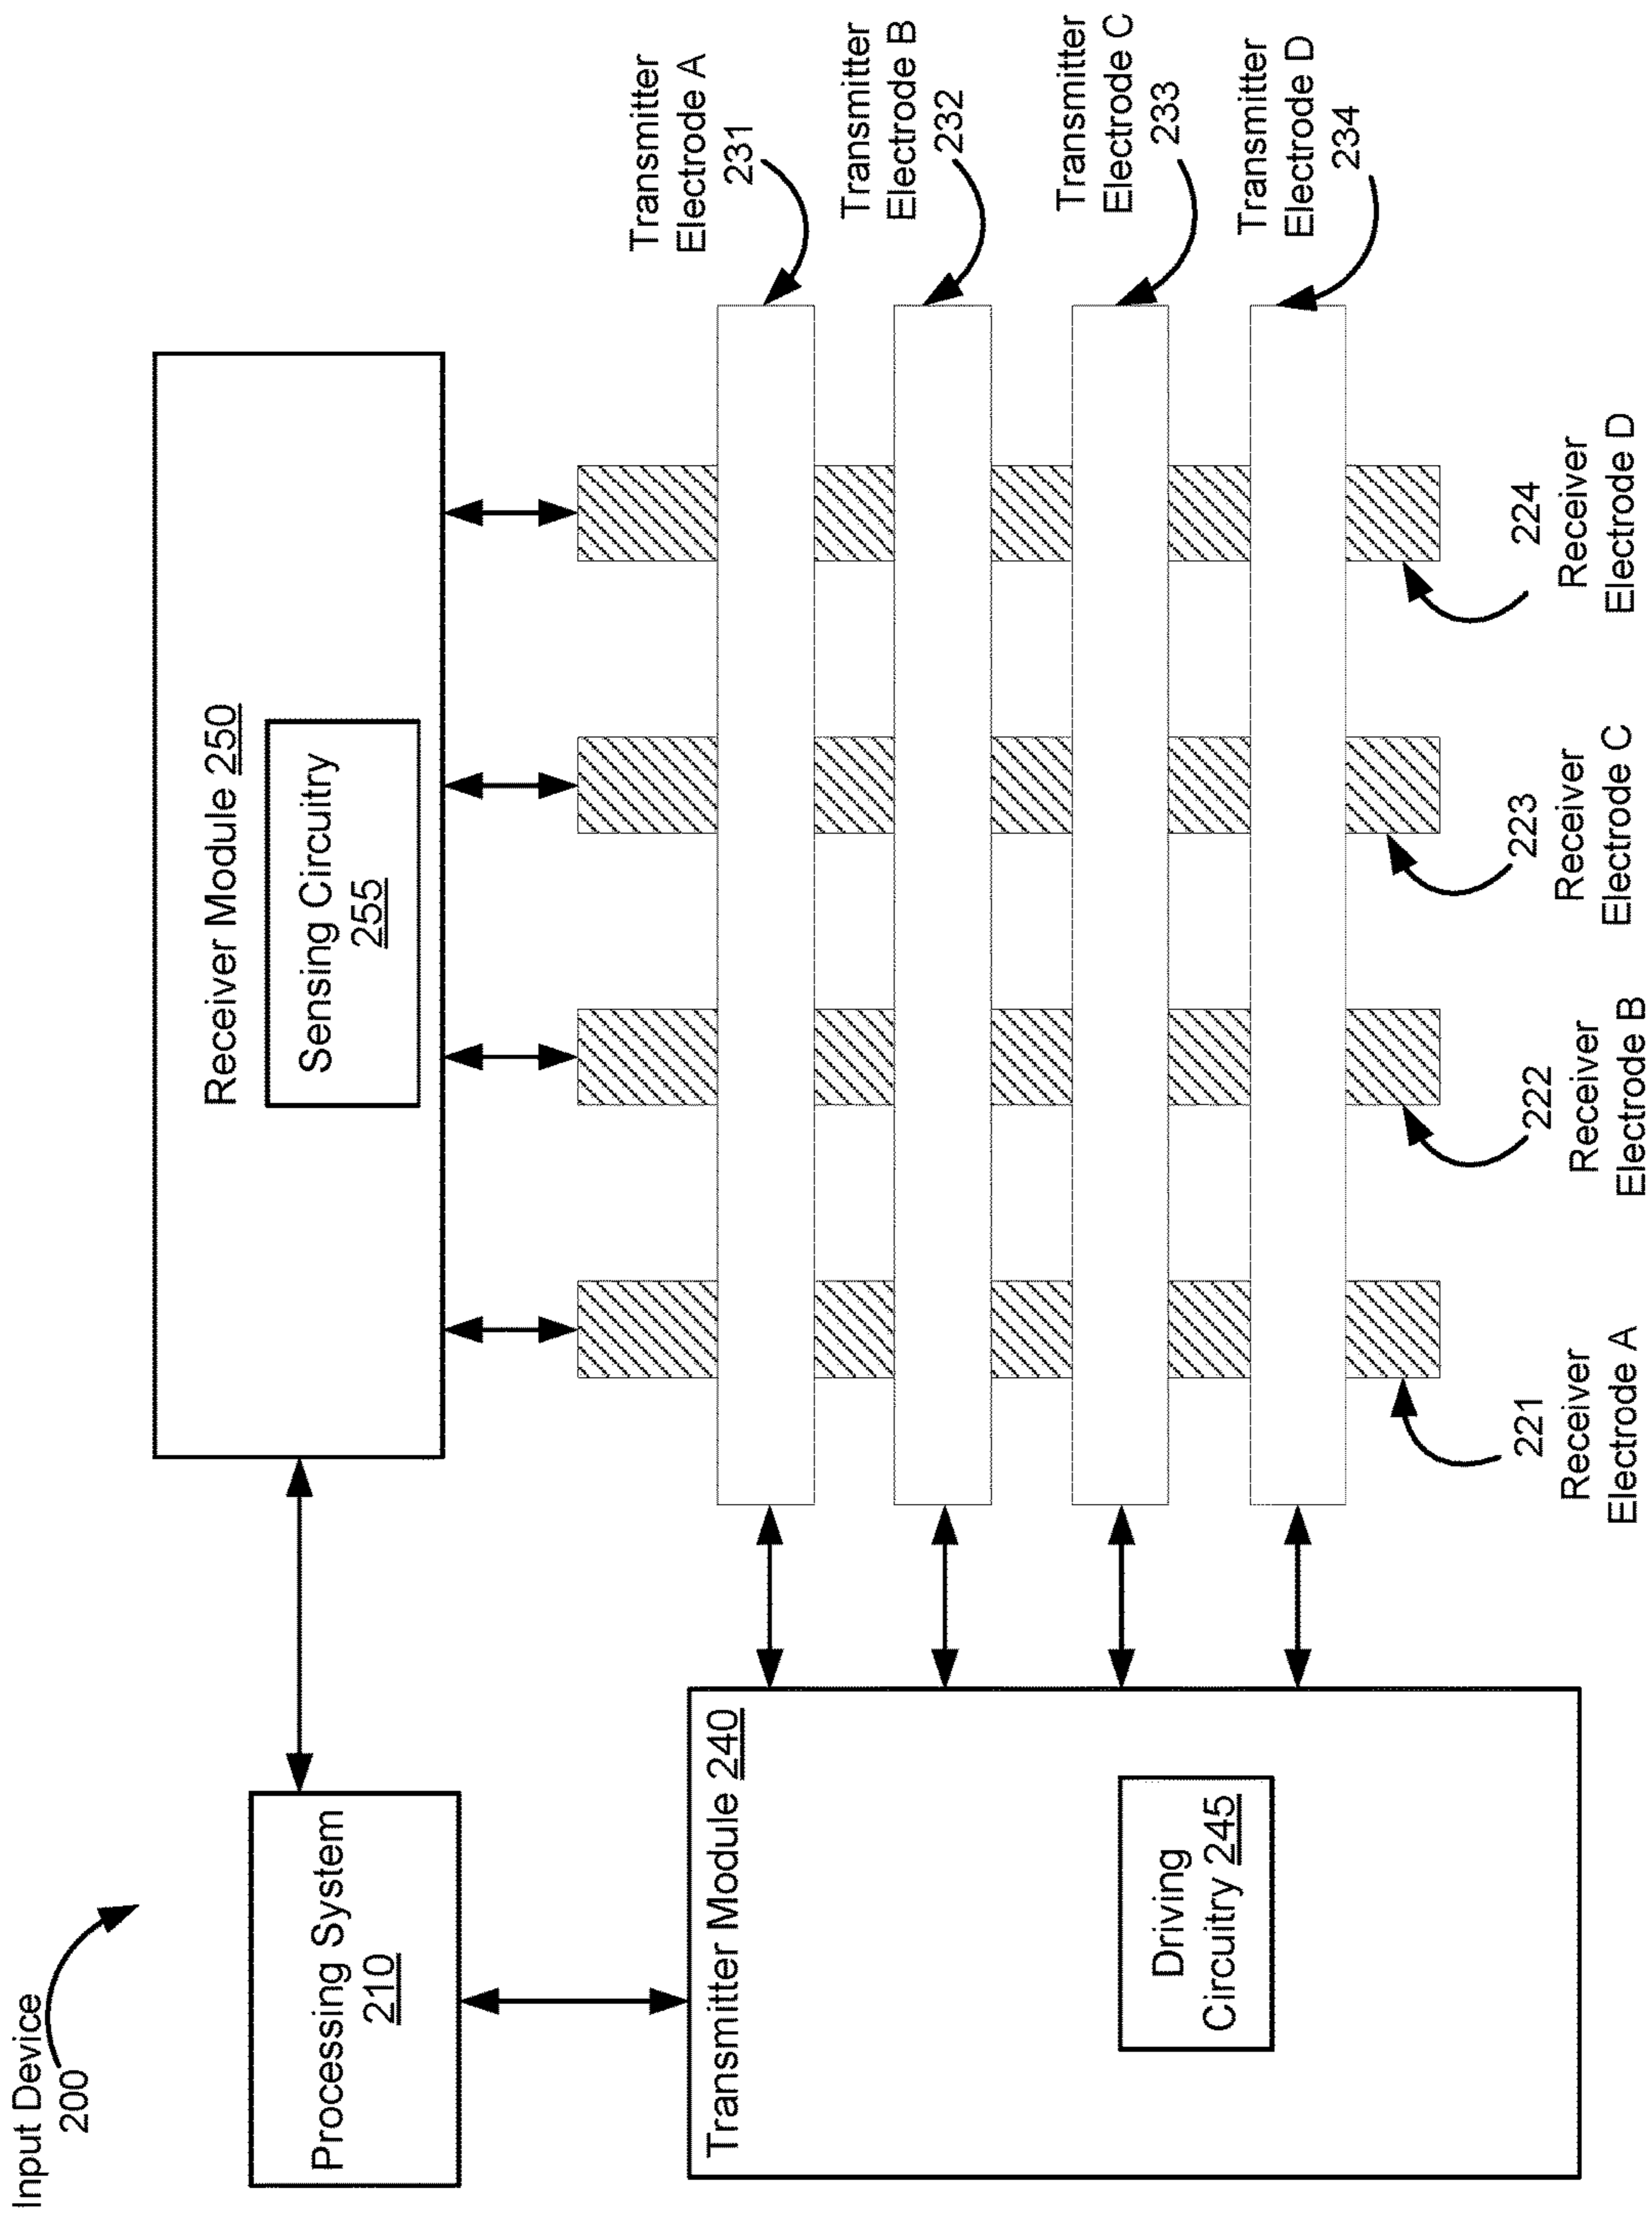 Input Device
200
Processing System
210
Receiver Module 250
Sensing Circuitry
255
Transmitter Module 240
Driving
Circuitry 245
Transmitter
Electrode A
231
Transmitter
Electrode B
232
Transmitter
Electrode C
233
Transmitter
Electrode D
234
221
Receiver
Electrode A
222
Receiver
Electrode B
223
Receiver
Electrode C
224
Receiver
Electrode D